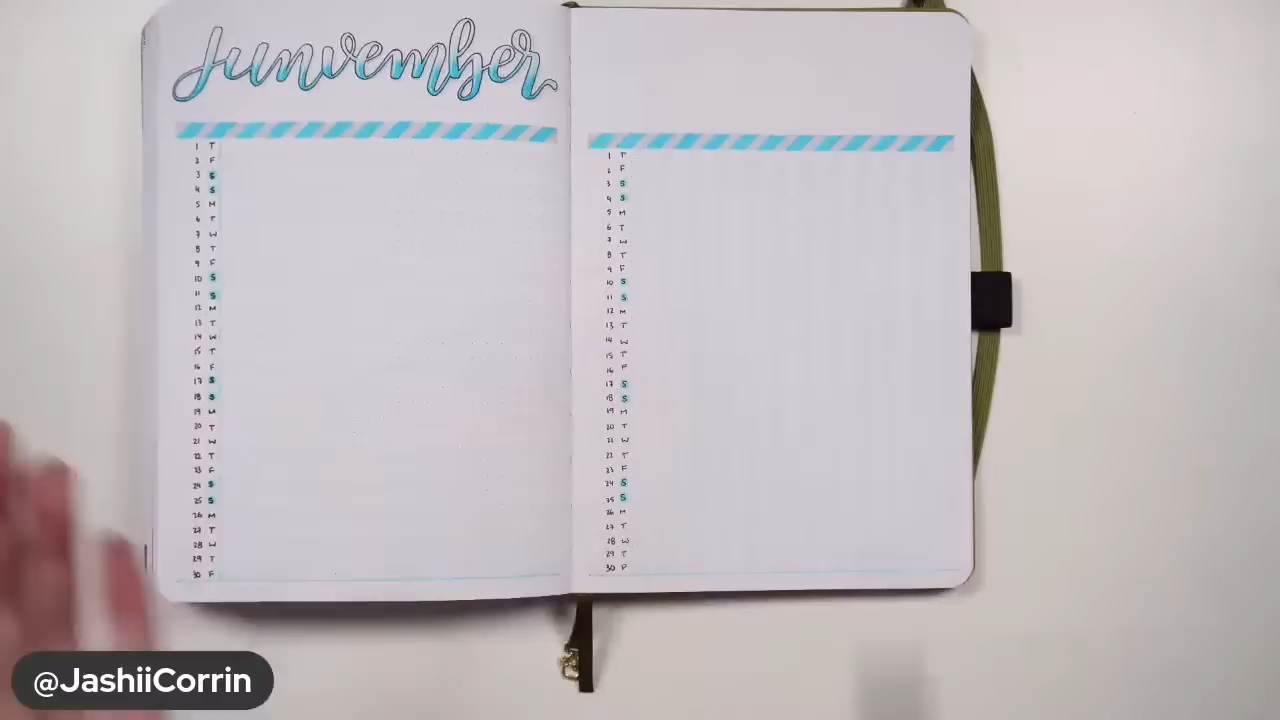 Junvember
1 T
2 F
3 S
4 S
5 M
6 T
7 W
8 T
9 F
10 S
11 S
12 M
13 T
14 W
15 T
16 F
17 S
18 S
19 M
20 T
21 W
22 T
23 F
24 S
25 S
26 M
27 T
28 W
29 T
30 F
1 T
2 F
3 S
4 S
5 M
6 T
7 W
8 T
9 F
10 S
11 S
12 M
13 T
14 W
15 T
16 F
17 S
18 S
19 M
20 T
21 W
22 T
23 F
24 S
25 S
26 M
27 T
28 W
29 T
30 F
@JashiiCorrin